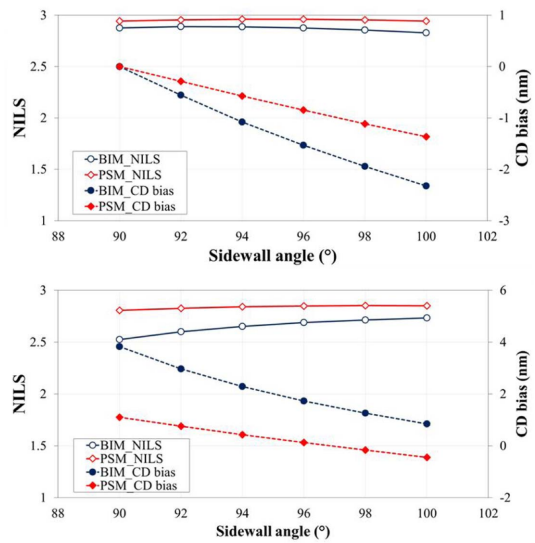 3
2.5
2
1.5
1
NILS
1
0
-1
-2
-3
CD bias (nm)
BIM_NILS
PSM_NILS
BIM_CD bias
PSM_CD bias
88 90 92 94 96 98 100 102
Sidewall angle (°)
3
2.5
2
1.5
1
NILS
6
4
2
0
-2
CD bias (nm)
BIM_NILS
PSM_NILS
BIM_CD bias
PSM_CD bias
88 90 92 94 96 98 100 102
Sidewall angle (°)